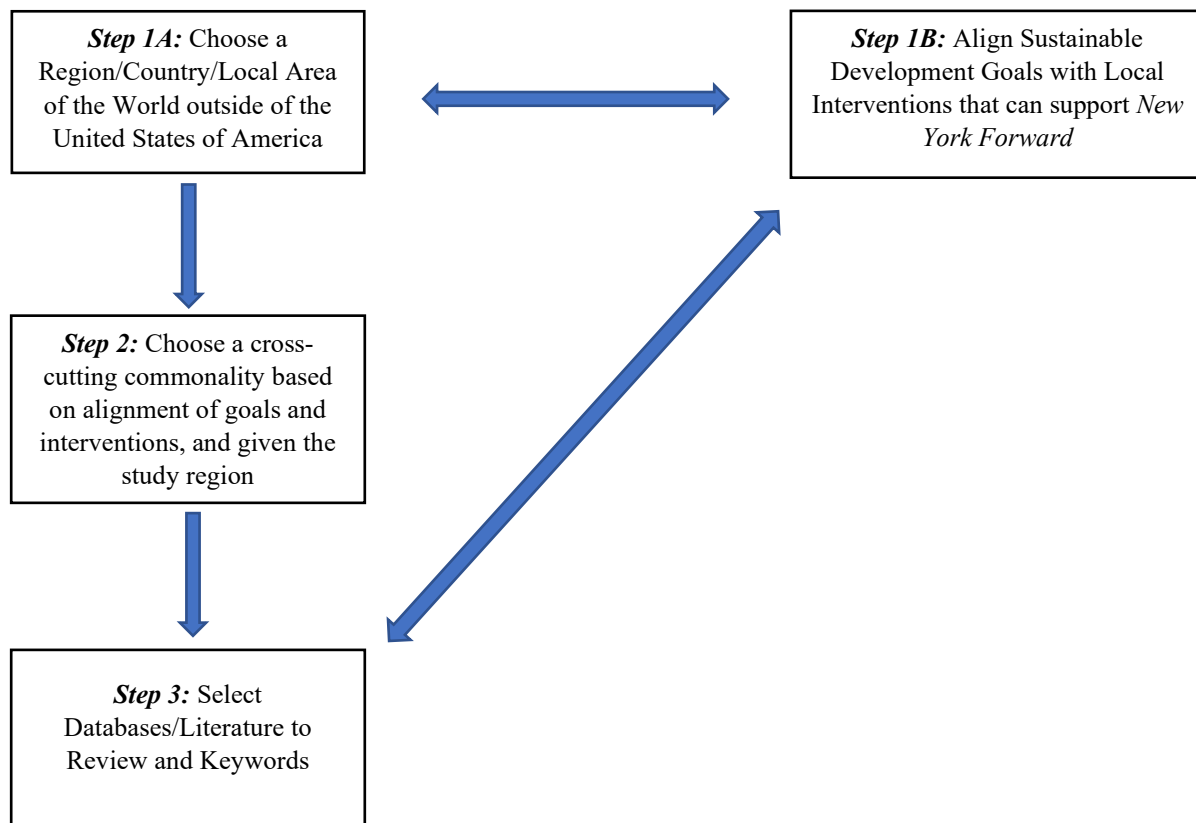 Step 1A: Choose a
Region/Country/Local Area
of the World outside of the
United States of America
Step 1B: Align Sustainable
Development Goals with Local
Interventions that can support New
York Forward
Step 2: Choose a cross-
cutting commonality based
on alignment of goals and
interventions, and given the
study region
Step 3: Select
Databases/Literature to
Review and Keywords